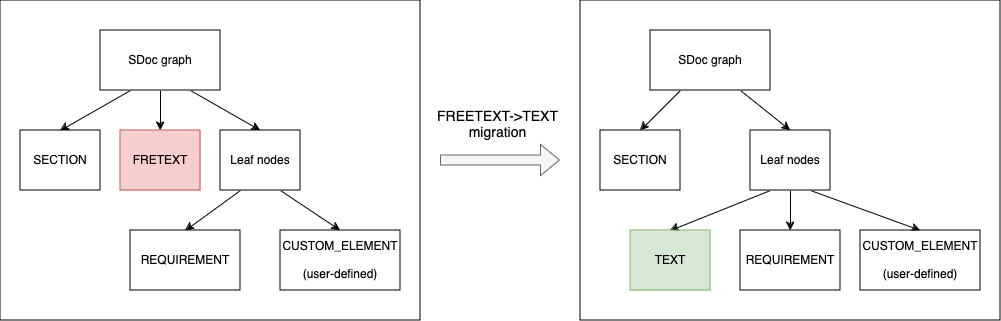 SDoc graph
SECTION
FRETEXT
Leaf nodes
REQUIREMENT
CUSTOM_ELEMENT
(user-defined)
FREETEXT->TEXT
migration
SDoc graph
SECTION
Leaf nodes
TEXT
REQUIREMENT
CUSTOM_ELEMENT
(user-defined)